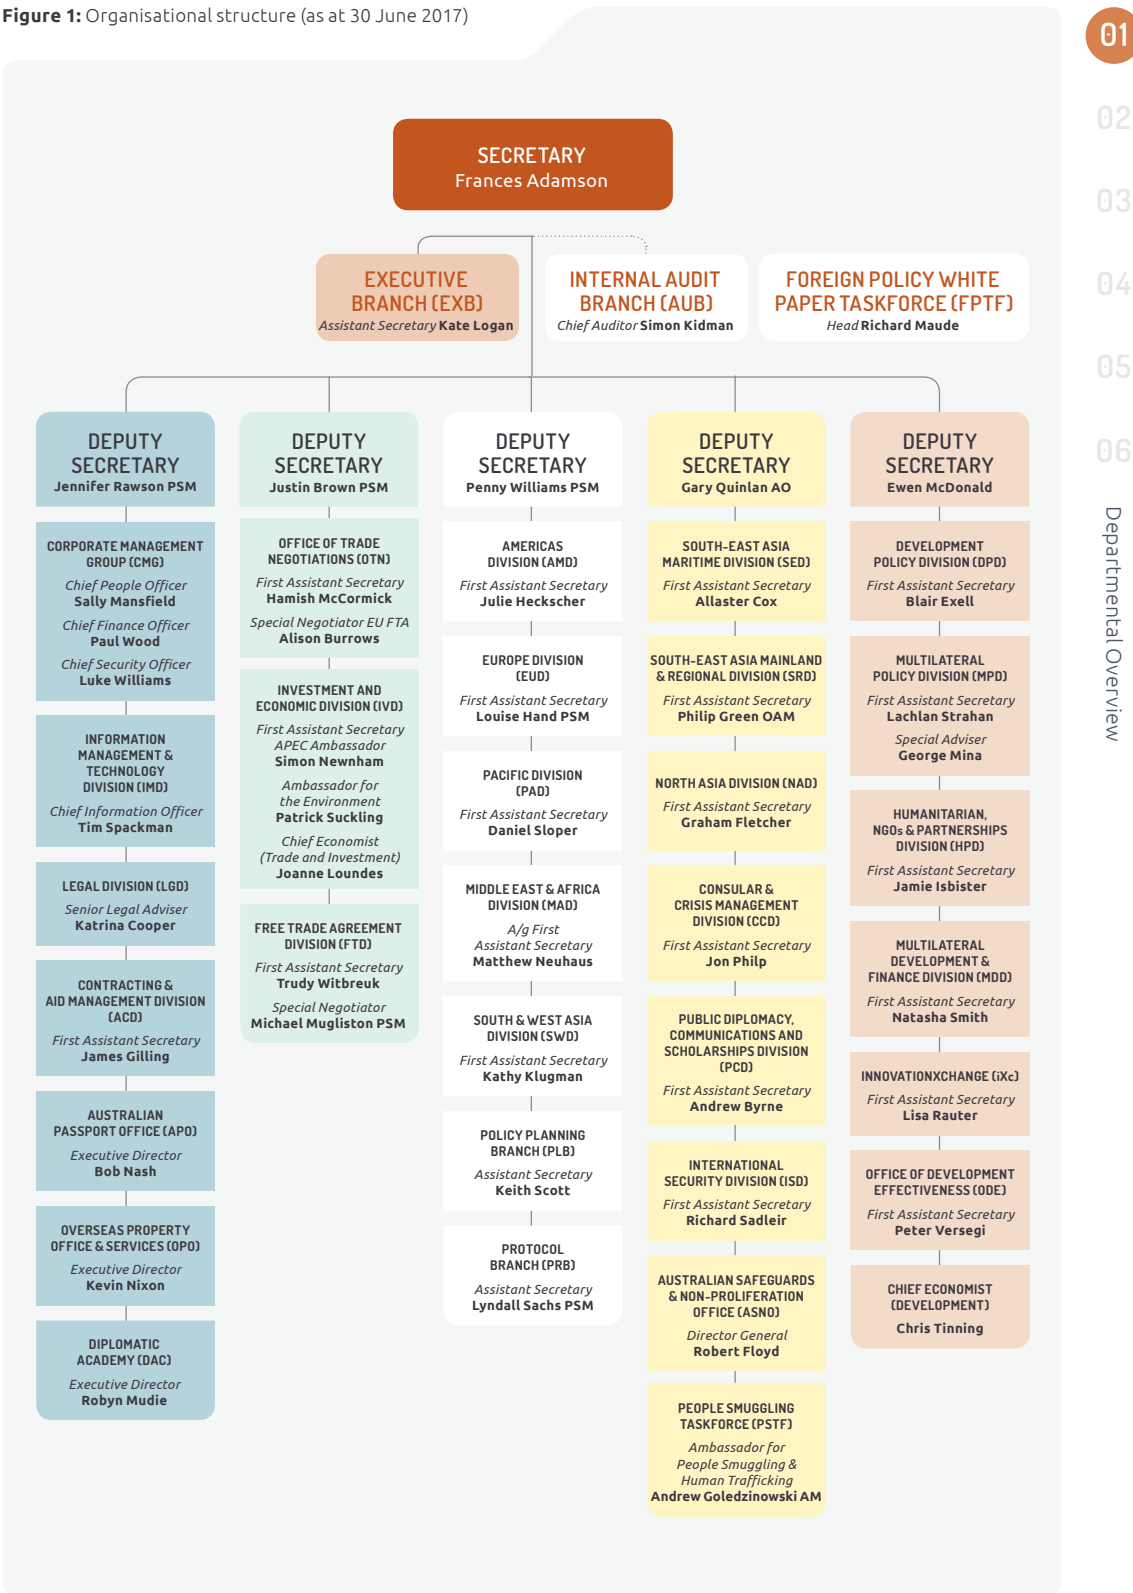 Figure 1: Organisational structure (as at 30 June 2017)
SECRETARY
Frances Adamson
EXECUTIVE
BRANCH (EXB)
Assistant Secretary Kate Logan
INTERNAL AUDIT
BRANCH (AUB)
Chief Auditor Simon Kidman
FOREIGN POLICY WHITE
PAPER TASKFORCE (FPTF)
Head Richard Maude
DEPUTY
SECRETARY
Jennifer Rawson PSM
CORPORATE MANAGEMENT
GROUP (CMG)
Chief People Officer
Sally Mansfield
Chief Finance Officer
Paul Wood
Chief Security Officer
Luke Williams
INFORMATION
MANAGEMENT &
TECHNOLOGY
DIVISION (IMD)
Chief Information Officer
Tim Spackman
LEGAL DIVISION (LGD)
Senior Legal Adviser
Katrina Cooper
CONTRACTING &
AID MANAGEMENT DIVISION
(ACD)
First Assistant Secretary
James Gilling
AUSTRALIAN
PASSPORT OFFICE (APO)
Executive Director
Bob Nash
OVERSEAS PROPERTY
OFFICE & SERVICES (OPO)
Executive Director
Kevin Nixon
DIPLOMATIC
ACADEMY (DAC)
Executive Director
Robyn Mudie
DEPUTY
SECRETARY
Justin Brown PSM
OFFICE OF TRADE
NEGOTIATIONS (OTN)
First Assistant Secretary
Hamish McCormick
Special Negotiator EU FTA
Alison Burrows
INVESTMENT AND
ECONOMIC DIVISION (IVD)
First Assistant Secretary
APEC Ambassador
Simon Newnham
Ambassador for
the Environment
Patrick Suckling
Chief Economist
(Trade and Investment)
Joanne Loundes
FREE TRADE AGREEMENT
DIVISION (FTD)
First Assistant Secretary
Trudy Witbreuk
Special Negotiator
Michael Mugliston PSM
DEPUTY
SECRETARY
Penny Williams PSM
AMERICAS
DIVISION (AMD)
First Assistant Secretary
Julie Heckscher
EUROPE DIVISION
(EUD)
First Assistant Secretary
Louise Hand PSM
PACIFIC DIVISION
(PAD)
First Assistant Secretary
Daniel Sloper
MIDDLE EAST & AFRICA
DIVISION (MAD)
A/g First
Assistant Secretary
Matthew Neuhaus
SOUTH & WEST ASIA
DIVISION (SWD)
First Assistant Secretary
Kathy Klugman
POLICY PLANNING
BRANCH (PLB)
Assistant Secretary
Keith Scott
PROTOCOL
BRANCH (PRB)
Assistant Secretary
Lyndall Sachs PSM
DEPUTY
SECRETARY
Gary Quinlan AO
SOUTH-EAST ASIA
MARITIME DIVISION (SED)
First Assistant Secretary
Allaster Cox
SOUTH-EAST ASIA MAINLAND
& REGIONAL DIVISION (SRD)
First Assistant Secretary
Philip Green OAM
NORTH ASIA DIVISION (NAD)
First Assistant Secretary
Graham Fletcher
CONSULAR &
CRISIS MANAGEMENT
DIVISION (CCD)
First Assistant Secretary
Jon Philp
PUBLIC DIPLOMACY,
COMMUNICATIONS AND
SCHOLARSHIPS DIVISION
(PCD)
First Assistant Secretary
Andrew Byrne
INTERNATIONAL
SECURITY DIVISION (ISD)
First Assistant Secretary
Richard Sadleir
AUSTRALIAN SAFEGUARDS
& NON-PROLIFERATION
OFFICE (ASNO)
Director General
Robert Floyd
PEOPLE SMUGGLING
TASKFORCE (PSTF)
Ambassador for
People Smuggling &
Human Trafficking
Andrew Goledzinowski AM
DEPUTY
SECRETARY
Ewen McDonald
DEVELOPMENT
POLICY DIVISION (DPD)
First Assistant Secretary
Blair Exell
MULTILATERAL
POLICY DIVISION (MPD)
First Assistant Secretary
Lachlan Strahan
Special Adviser
George Mina
HUMANITARIAN,
NGOs & PARTNERSHIPS
DIVISION (HPD)
First Assistant Secretary
Jamie Isbister
MULTILATERAL
DEVELOPMENT &
FINANCE DIVISION (MDD)
First Assistant Secretary
Natasha Smith
INNOVATIONXCHANGE (iXc)
First Assistant Secretary
Lisa Rauter
OFFICE OF DEVELOPMENT
EFFECTIVENESS (ODE)
First Assistant Secretary
Peter Versegi
CHIEF ECONOMIST
(DEVELOPMENT)
Chris Tinning
01
02
03
04
05
06
Departmental Overview